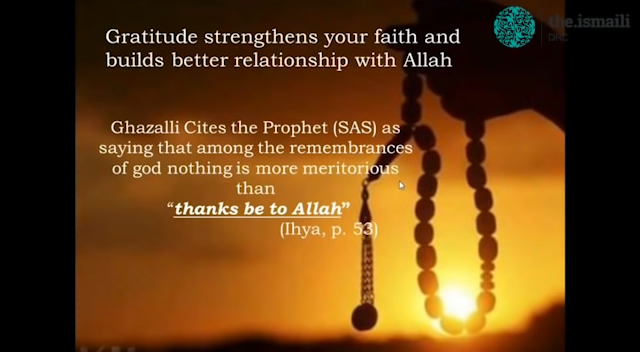 Gratitude strengthens your faith and
builds better relationship with Allah
the.ismaili
DRC
Ghazalli Cites the Prophet (SAS) as
saying that among the remembrances
of god nothing is more meritorious
than
“thanks be to Allah”
(Ihya, p. 53)